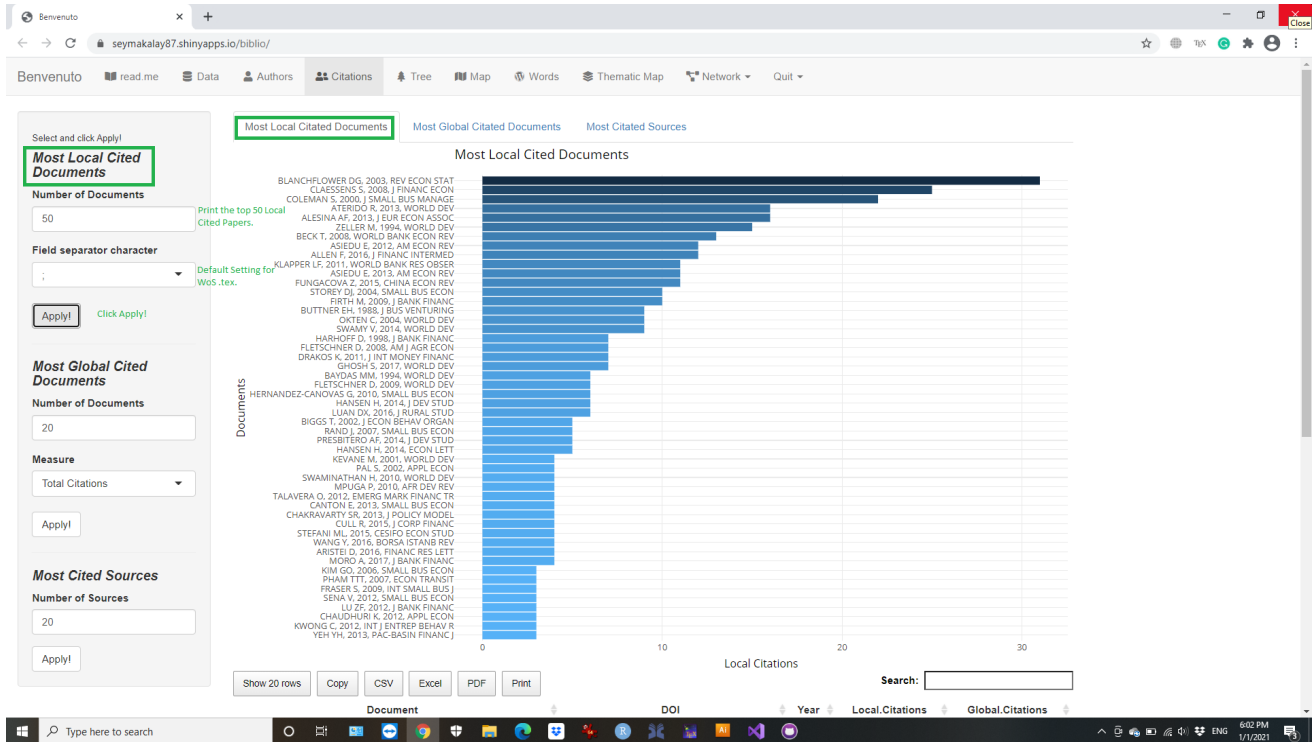 Benvenuto
Close
seymakalay87.shinyapps.io/biblio/
Benvenuto read.me Data Authors Citations Tree Map Words Thematic Map Network Quit
Select and click Apply!
Most Local Cited
Documents
Number of Documents
50
Print the top 50 Local
Cited Papers.
Field separator character
;
Default Setting for
WoS .tex.
Apply!
Click Apply!
Most Global Cited
Documents
Number of Documents
20
Measure
Total Citations
Apply!
Most Cited Sources
Number of Sources
20
Apply!
Most Local Citated Documents Most Global Citated Documents Most Citated Sources
Most Local Cited Documents
Documents
BLANCHFLOWER DG, 2003, REV ECON STAT
CLAESSENS S, 2008, J FINANC ECON
COLEMAN S, 2000, J SMALL BUS MANAGE
ATERIDO R, 2013, WORLD DEV
ALESINA AF, 2013, J EUR ECON ASSOC
ZELLER M, 1994, WORLD DEV
BECK T, 2008, WORLD BANK ECON REV
ASIEDU E, 2012, AM ECON REV
ALLEN F, 2016, J FINANC INTERMED
KLAPPER LF, 2011, WORLD BANK RES OBSER
ASIEDU E, 2013, AM ECON REV
FUNGACOVA Z, 2015, CHINA ECON REV
STOREY DJ, 2004, SMALL BUS ECON
FIRTH M, 2009, J BANK FINANC
BUTTNER EH, 1988, J BUS VENTURING
OKTEN C, 2004, WORLD DEV
SWAMY V, 2014, WORLD DEV
HARHOFF D, 1998, J BANK FINANC
FLETSCHNER D, 2008, AM J AGR ECON
DRAKOS K, 2011, J INT MONEY FINANC
GHOSH S, 2017, WORLD DEV
BAYDAS MM, 1994, WORLD DEV
FLETSCHNER D, 2009, WORLD DEV
HERNANDEZ-CANOVAS G, 2010, SMALL BUS ECON
HANSEN H, 2014, J DEV STUD
LUAN DX, 2016, J RURAL STUD
BIGGS T, 2002, J ECON BEHAV ORGAN
RAND J, 2007, SMALL BUS ECON
PRESBITERO AF, 2014, J DEV STUD
HANSEN H, 2014, ECON LETT
KEVANE M, 2001, WORLD DEV
PAL S, 2002, APPL ECON
SWAMINATHAN H, 2010, WORLD DEV
MPUGA P, 2010, AFR DEV REV
TALAVERA O, 2012, EMERG MARK FINANC TR
CANTON E, 2013, SMALL BUS ECON
CHAKRAVARTY SR, 2013, J POLICY MODEL
CULL R, 2015, J CORP FINANC
STEFANI ML, 2015, CESIFO ECON STUD
WANG Y, 2016, BORSA ISTANB REV
ARISTEI D, 2016, FINANC RES LETT
MORO A, 2017, J BANK FINANC
KIM GO, 2006, SMALL BUS ECON
PHAM TTT, 2007, ECON TRANSIT
FRASER S, 2009, INT SMALL BUS J
SENA V, 2012, SMALL BUS ECON
LU ZF, 2012, J BANK FINANC
CHAUDHURI K, 2012, APPL ECON
KWONG C, 2012, INT J ENTREP BEHAV R
YEH YH, 2013, PAC-BASIN FINANC J
0 10 20 30
Local Citations
Show 20 rows Copy CSV Excel PDF Print
Search:
Document DOI Year Local.Citations Global.Citations
Type here to search
ENG
6:02 PM
1/1/2021